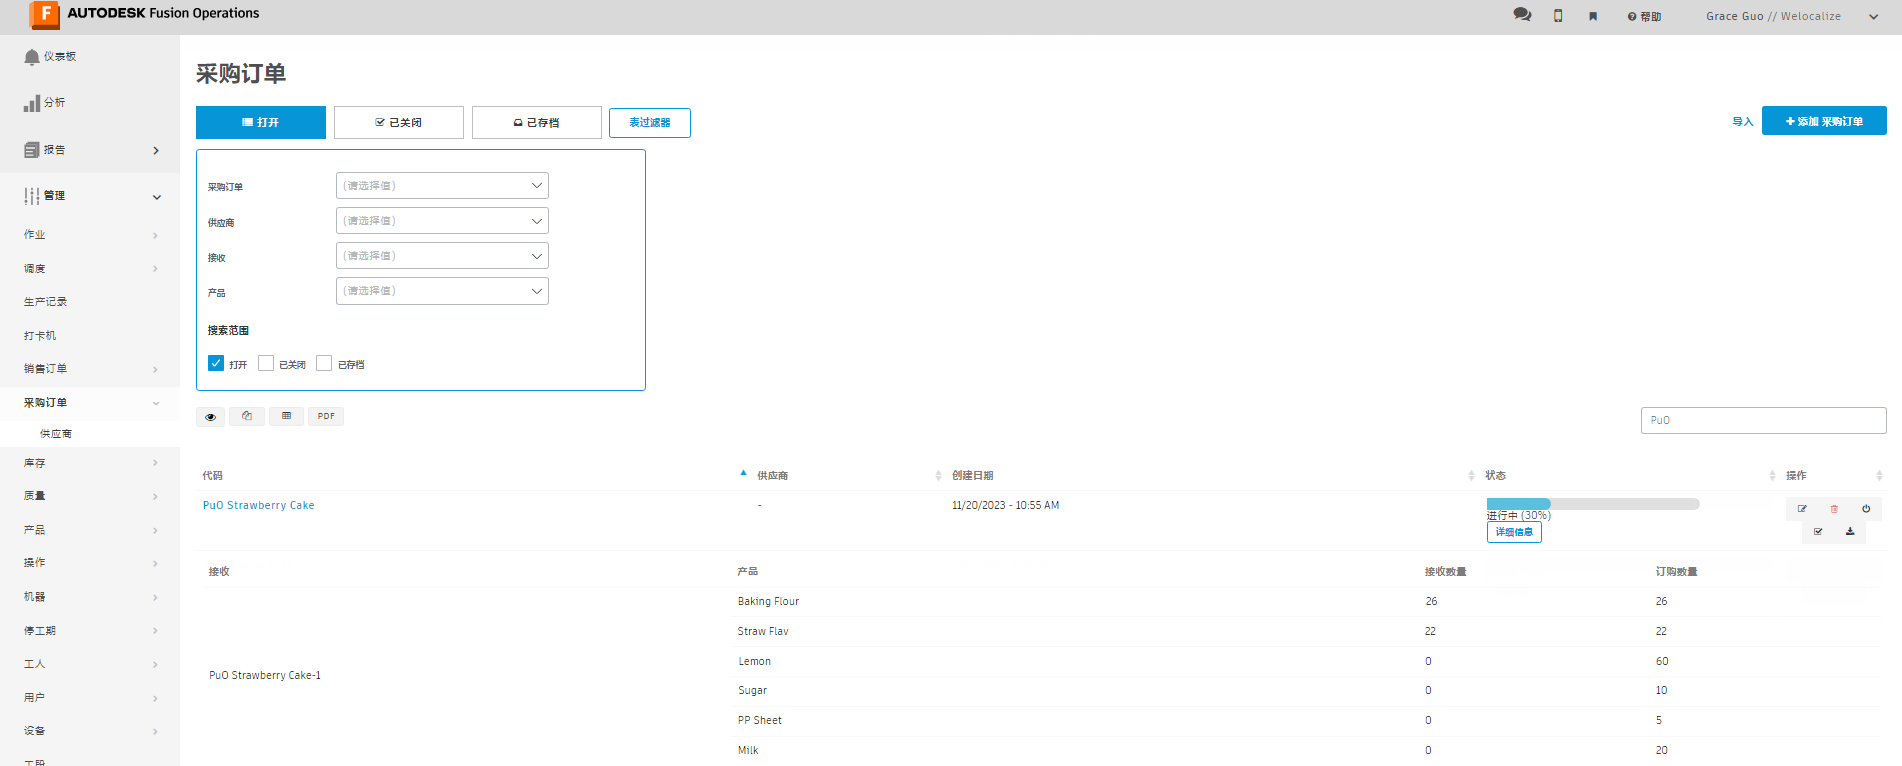 F AUTODESK Fusion Operations
帮助
Grace Guo // Welocalize
仪表板
分析
报告
管理
作业
调度
生产记录
打卡机
销售订单
采购订单
供应商
库存
质量
产品
操作
机器
停工期
工人
用户
设备
工段
采购订单
打开
已关闭
已存档
表过滤器
导入
添加 采购订单
采购订单 (请选择值)
供应商 (请选择值)
接收 (请选择值)
产品 (请选择值)
搜索范围
打开 已关闭 已存档
PDF
PuO
代码 供应商 创建日期 状态 操作
PuO Strawberry Cake - 11/20/2023 - 10:55 AM
进行中 (30%)
详细信息
接收 产品 接收数量 订购数量
PuO Strawberry Cake-1
Baking Flour 26 26
Straw Flav 22 22
Lemon 0 60
Sugar 0 10
PP Sheet 0 5
Milk 0 20